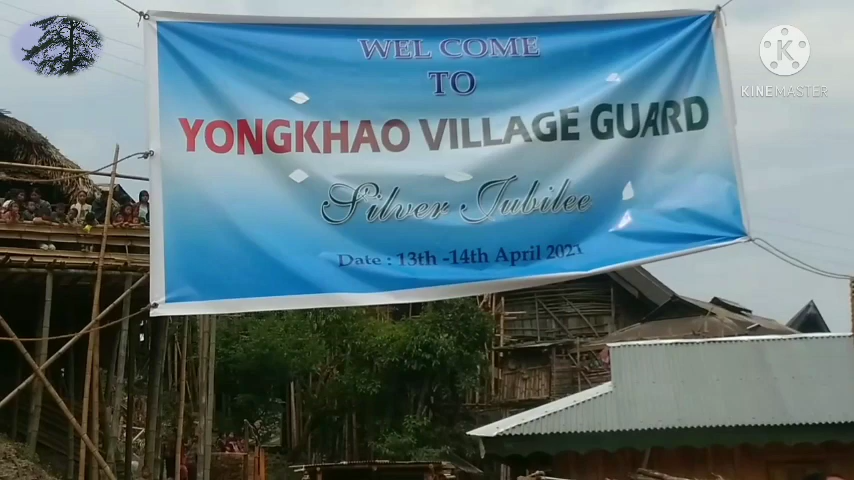 WEL COME
TO
YONGKHAO VILLAGE GUARD
Silver Jubilee
Date : 13th -14th April 2021
K
KINEMASTER